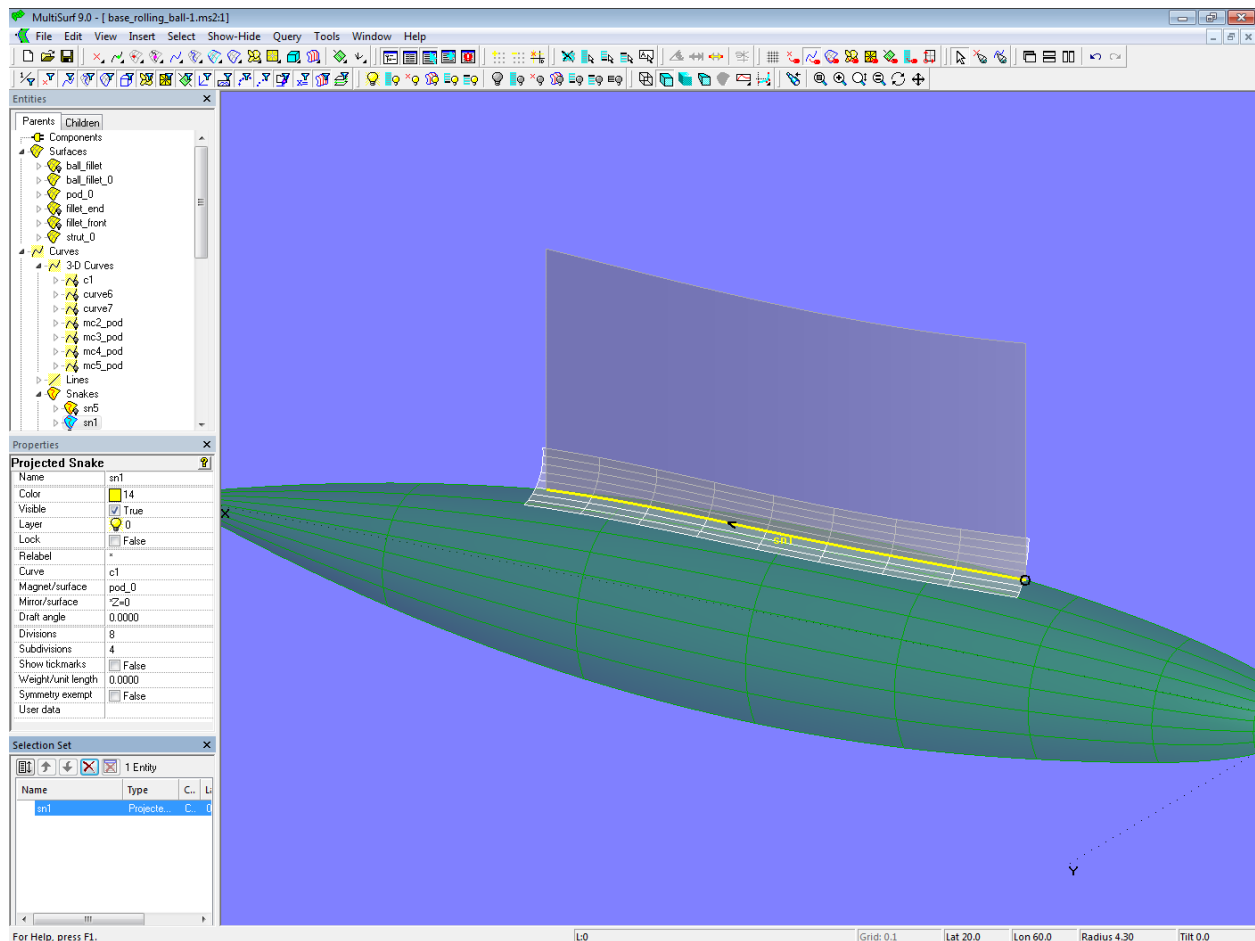 MultiSurf 9.0 - [ base_rolling_ball-1.ms2:1]
File Edit View Insert Select Show-Hide Query Tools Window Help
Entities
Parents Children
Components
Surfaces
ball_fillet
ball_fillet_0
pod_0
fillet_end
fillet_front
strut_0
Curves
3-D Curves
c1
curve6
curve7
mc2_pod
mc3_pod
mc4_pod
mc5_pod
Lines
Snakes
sn5
sn1
Properties
Projected Snake
Name sn1
Color 14
Visible True
Layer 0
Lock False
Relabel *
Curve c1
Magnet/surface pod_0
Mirror/surface *Z=0
Draft angle 0.0000
Divisions 8
Subdivisions 4
Show tickmarks False
Weight/unit length 0.0000
Symmetry exempt False
User data
Selection Set
1 Entity
Name Type C..
sn1 Projecte... C.. 0
X
sn1
Y
For Help, press F1. L:0 Grid: 0.1 Lat 20.0 Lon 60.0 Radius 4.30 Tilt 0.0